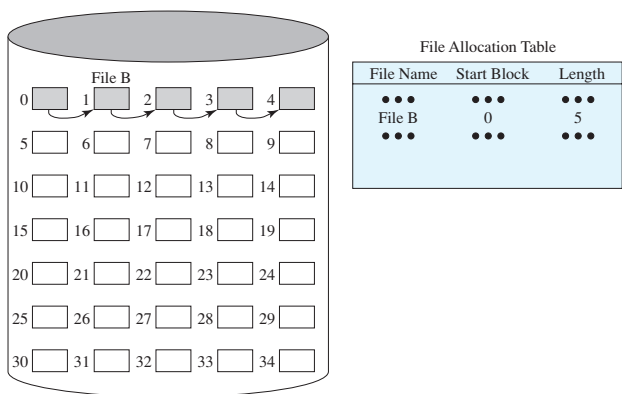 File B
0 1 2 3 4
5 6 7 8 9
10 11 12 13 14
15 16 17 18 19
20 21 22 23 24
25 26 27 28 29
30 31 32 33 34
File Allocation Table
File Name Start Block Length
••• ••• •••
File B 0 5
••• ••• •••